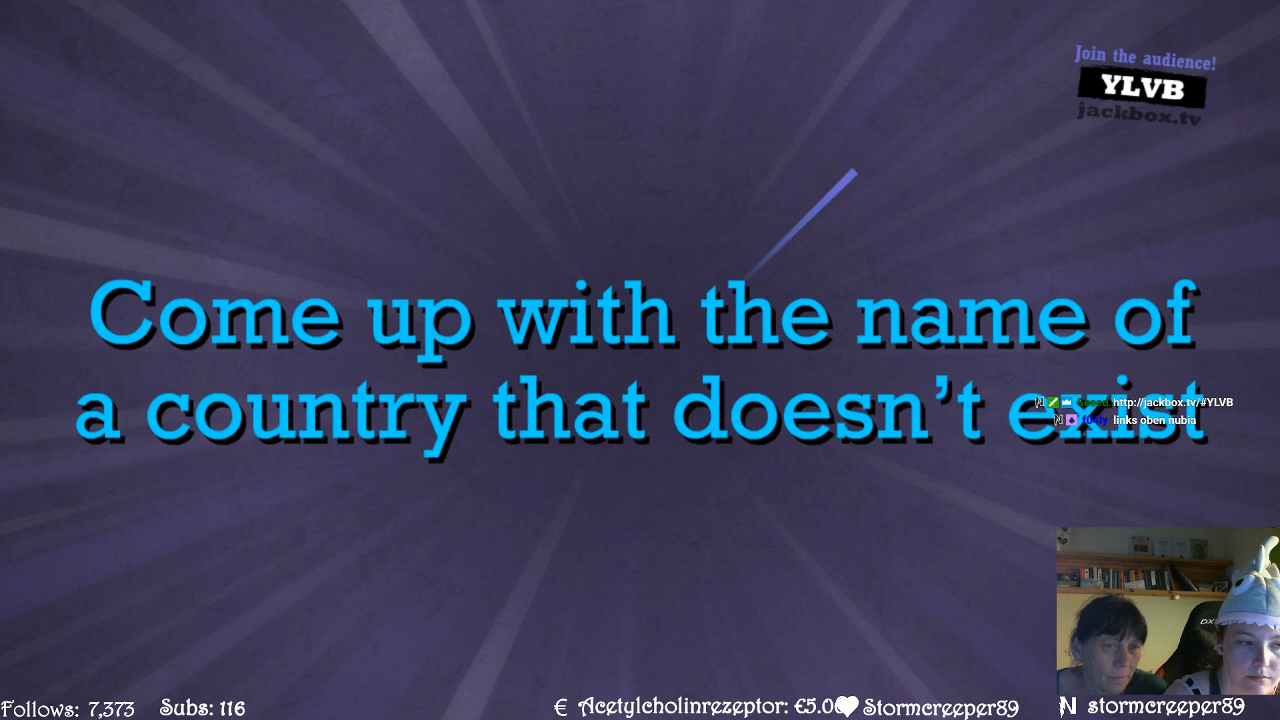 Join the audience!
YLVB
jackbox.tv
Come up with the name of
a country that doesn't exist
http://jackbox.tv/#YLVB
links oben nubia
Follows: 7,373
Subs: 116
€ Acetylcholinrezeptor: €5.0
Stormcreeper89
stormcreeper89